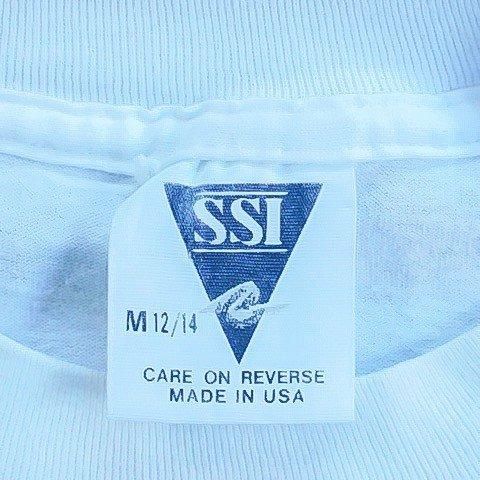 SSI
M 12/14
CARE ON REVERSE
MADE IN USA